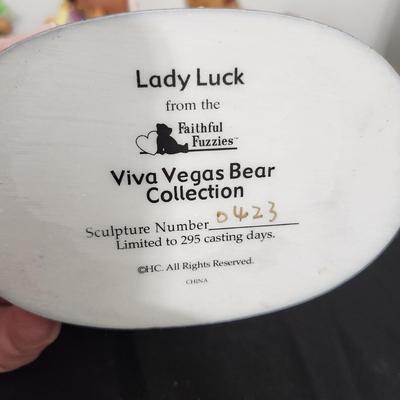 Lady Luck
from the
Faithful
Fuzzies™
Viva Vegas Bear
Collection
Sculpture Number 0423
Limited to 295 casting days.
©HC. All Rights Reserved.
CHINA